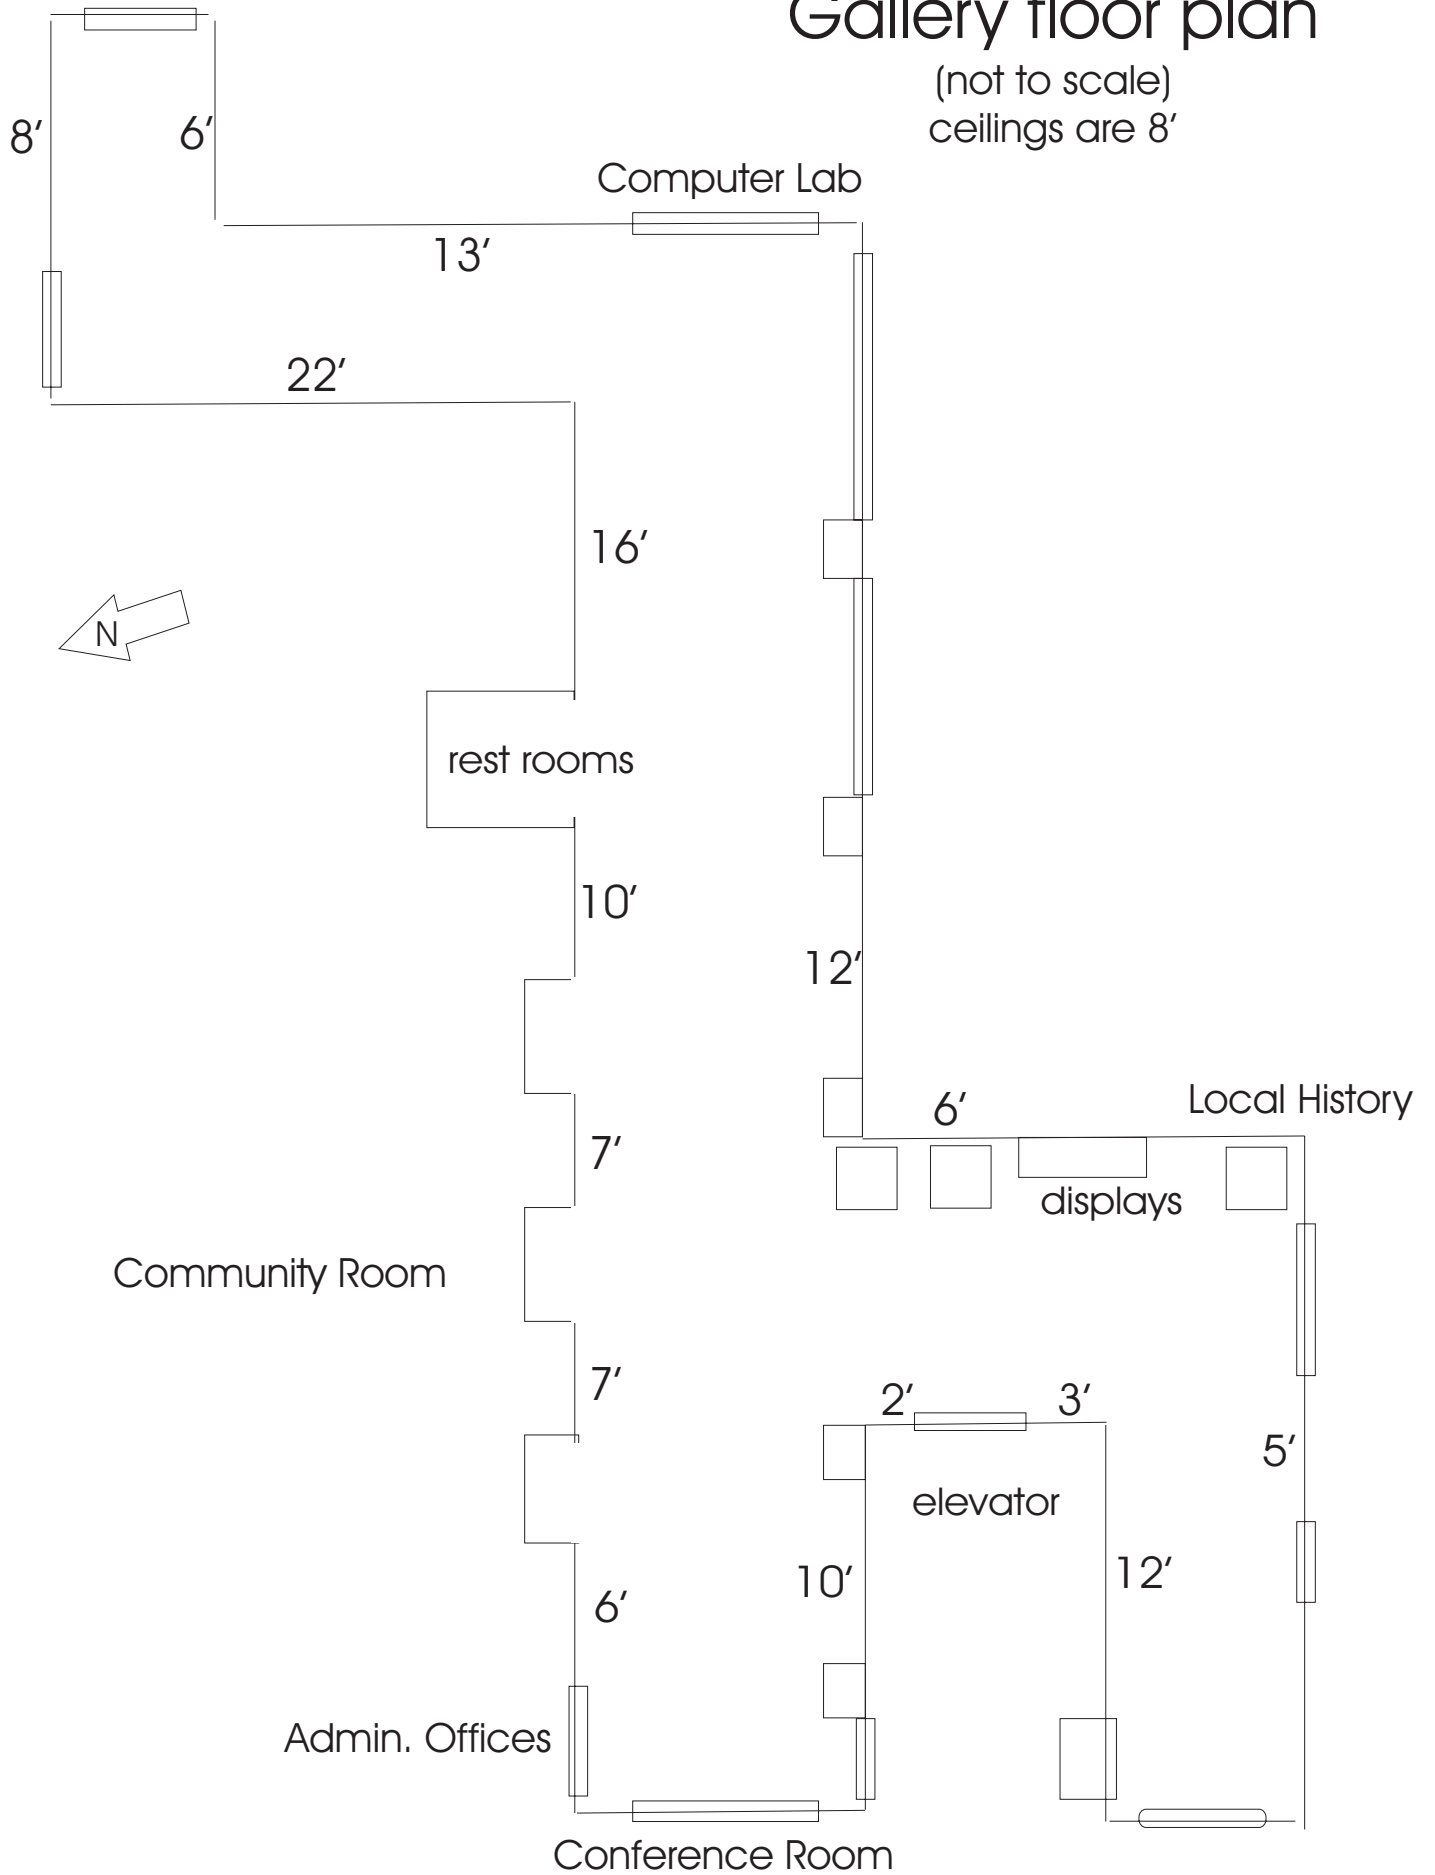 Gallery floor plan
(not to scale)
ceilings are 8'
8'
6'
Computer Lab
13'
22'
16'
N
rest rooms
10'
12'
6'
Local History
7'
displays
Community Room
7'
2'
3'
5'
elevator
10'
12'
6'
Admin. Offices
Conference Room